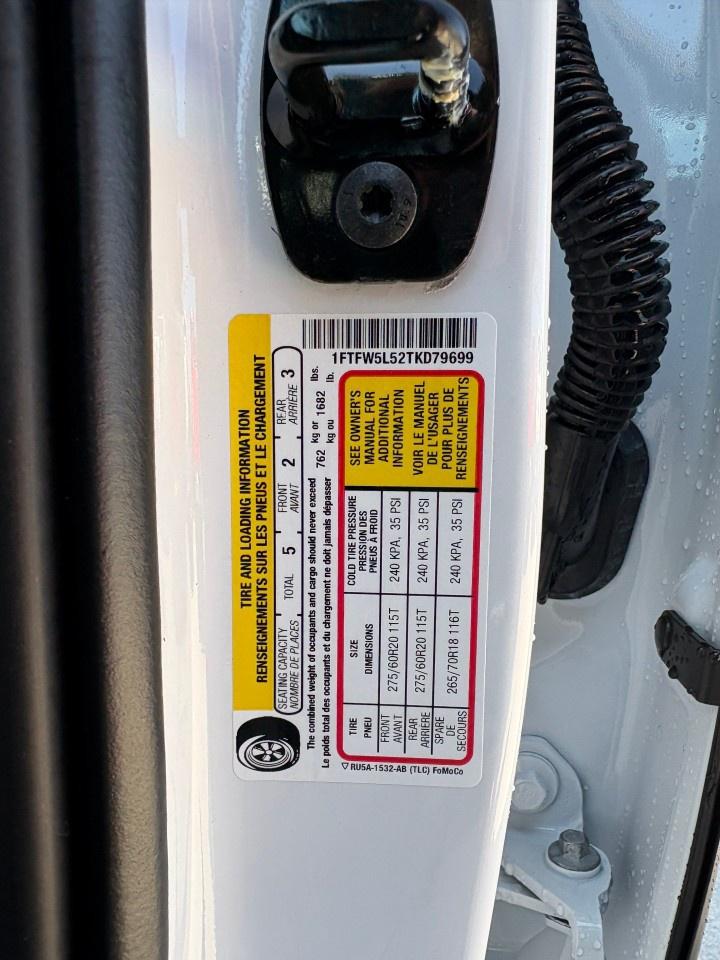 TIRE AND LOADING INFORMATION
RENSEIGNEMENTS SUR LES PNEUS ET LE CHARGEMENT
SEATING CAPACITY
NOMBRE DE PLACES
TOTAL 5
FRONT
AVANT
2
REAR
ARRIÈRE
3
The combined weight of occupants and cargo should never exceed 762 kg or 1682 lbs.
Le poids total des occupants et du chargement ne doit jamais dépasser kg ou lb.
TIRE
PNEU
SIZE
DIMENSIONS
COLD TIRE PRESSURE
PRESSION DES
PNEUS À FROID
FRONT
AVANT
275/60R20 115T
240 KPA, 35 PSI
REAR
ARRIÈRE
275/60R20 115T
240 KPA, 35 PSI
SPARE
DE
SECOURS
265/70R18 116T
240 KPA, 35 PSI
SEE OWNER'S
MANUAL FOR
ADDITIONAL
INFORMATION
VOIR LE MANUEL
DE L'USAGER
POUR PLUS DE
RENSEIGNEMENTS
1FTFW5L52TKD79699
RU5A-1532-AB (TLC) FoMoCo